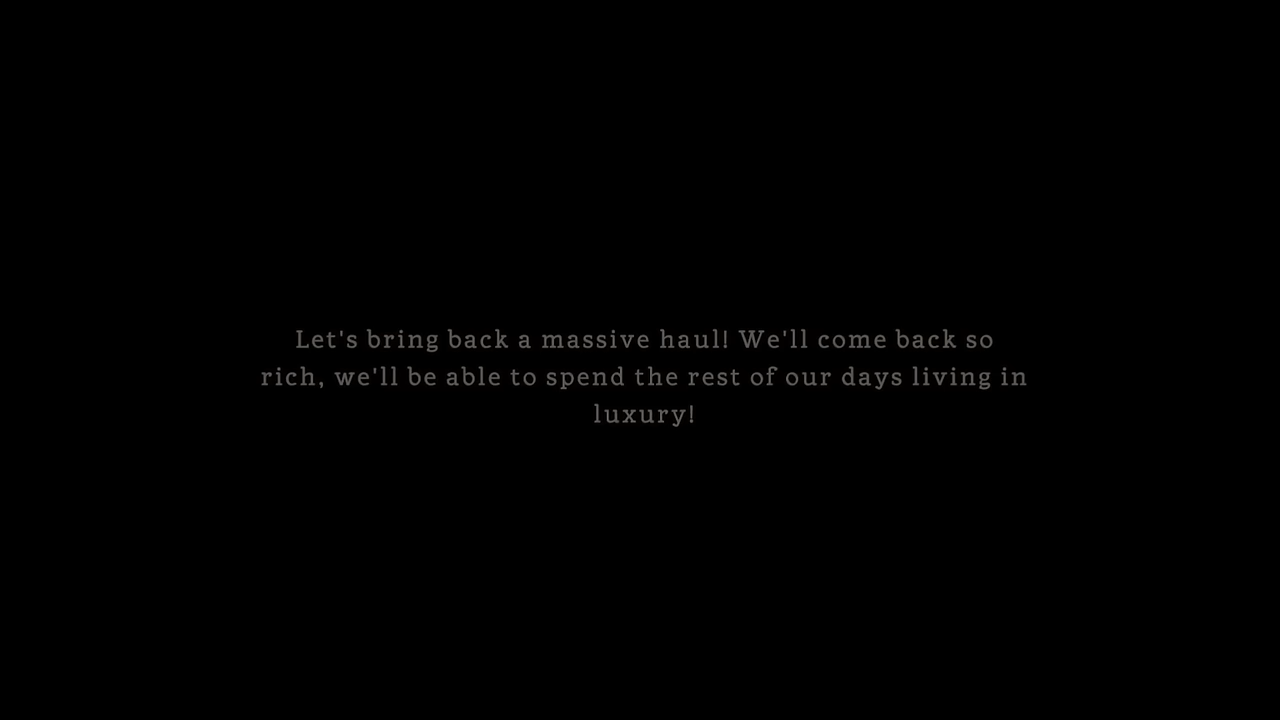 Let's bring back a massive haul! We'll come back so
rich, we'll be able to spend the rest of our days living in
luxury!